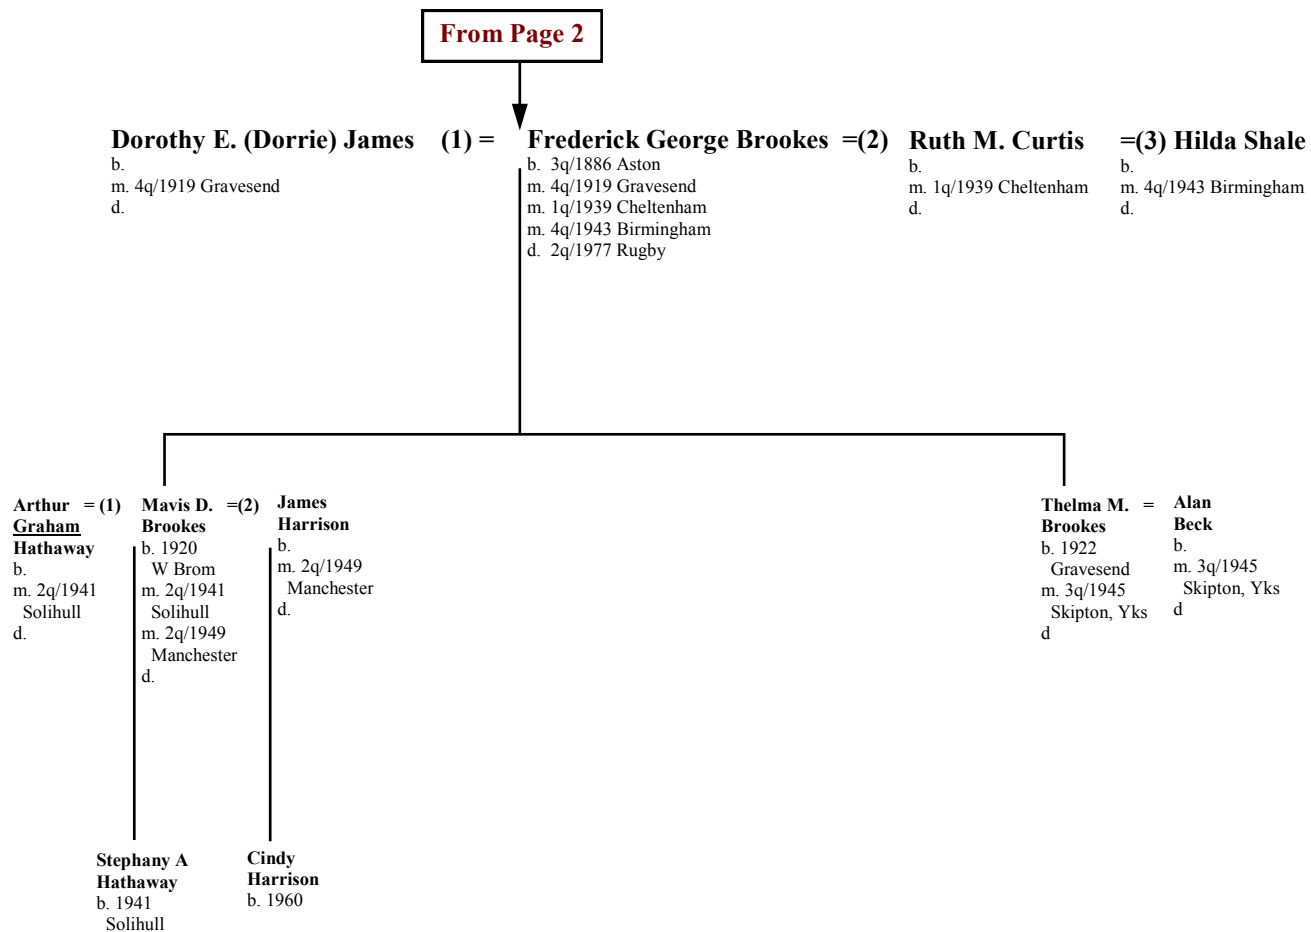 From Page 2
Dorothy E. (Dorrie) James (1) = Frederick George Brookes =(2) Ruth M. Curtis =(3) Hilda Shale
b.
m. 4q/1919 Gravesend
d.
b. 3q/1886 Aston
m. 4q/1919 Gravesend
m. 1q/1939 Cheltenham
m. 4q/1943 Birmingham
d. 2q/1977 Rugby
b.
m. 1q/1939 Cheltenham
d.
b.
m. 4q/1943 Birmingham
d.
Arthur = (1)
Graham
Hathaway
b.
m. 2q/1941
Solihull
d.
Mavis D. =(2)
Brookes
b. 1920
W Brom
m. 2q/1941
Solihull
m. 2q/1949
Manchester
d.
James
Harrison
b.
m. 2q/1949
Manchester
d.
Thelma M. =
Brookes
b. 1922
Gravesend
m. 3q/1945
Skipton, Yks
d
Alan
Beck
b.
m. 3q/1945
Skipton, Yks
d
Stephany A
Hathaway
b. 1941
Solihull
Cindy
Harrison
b. 1960